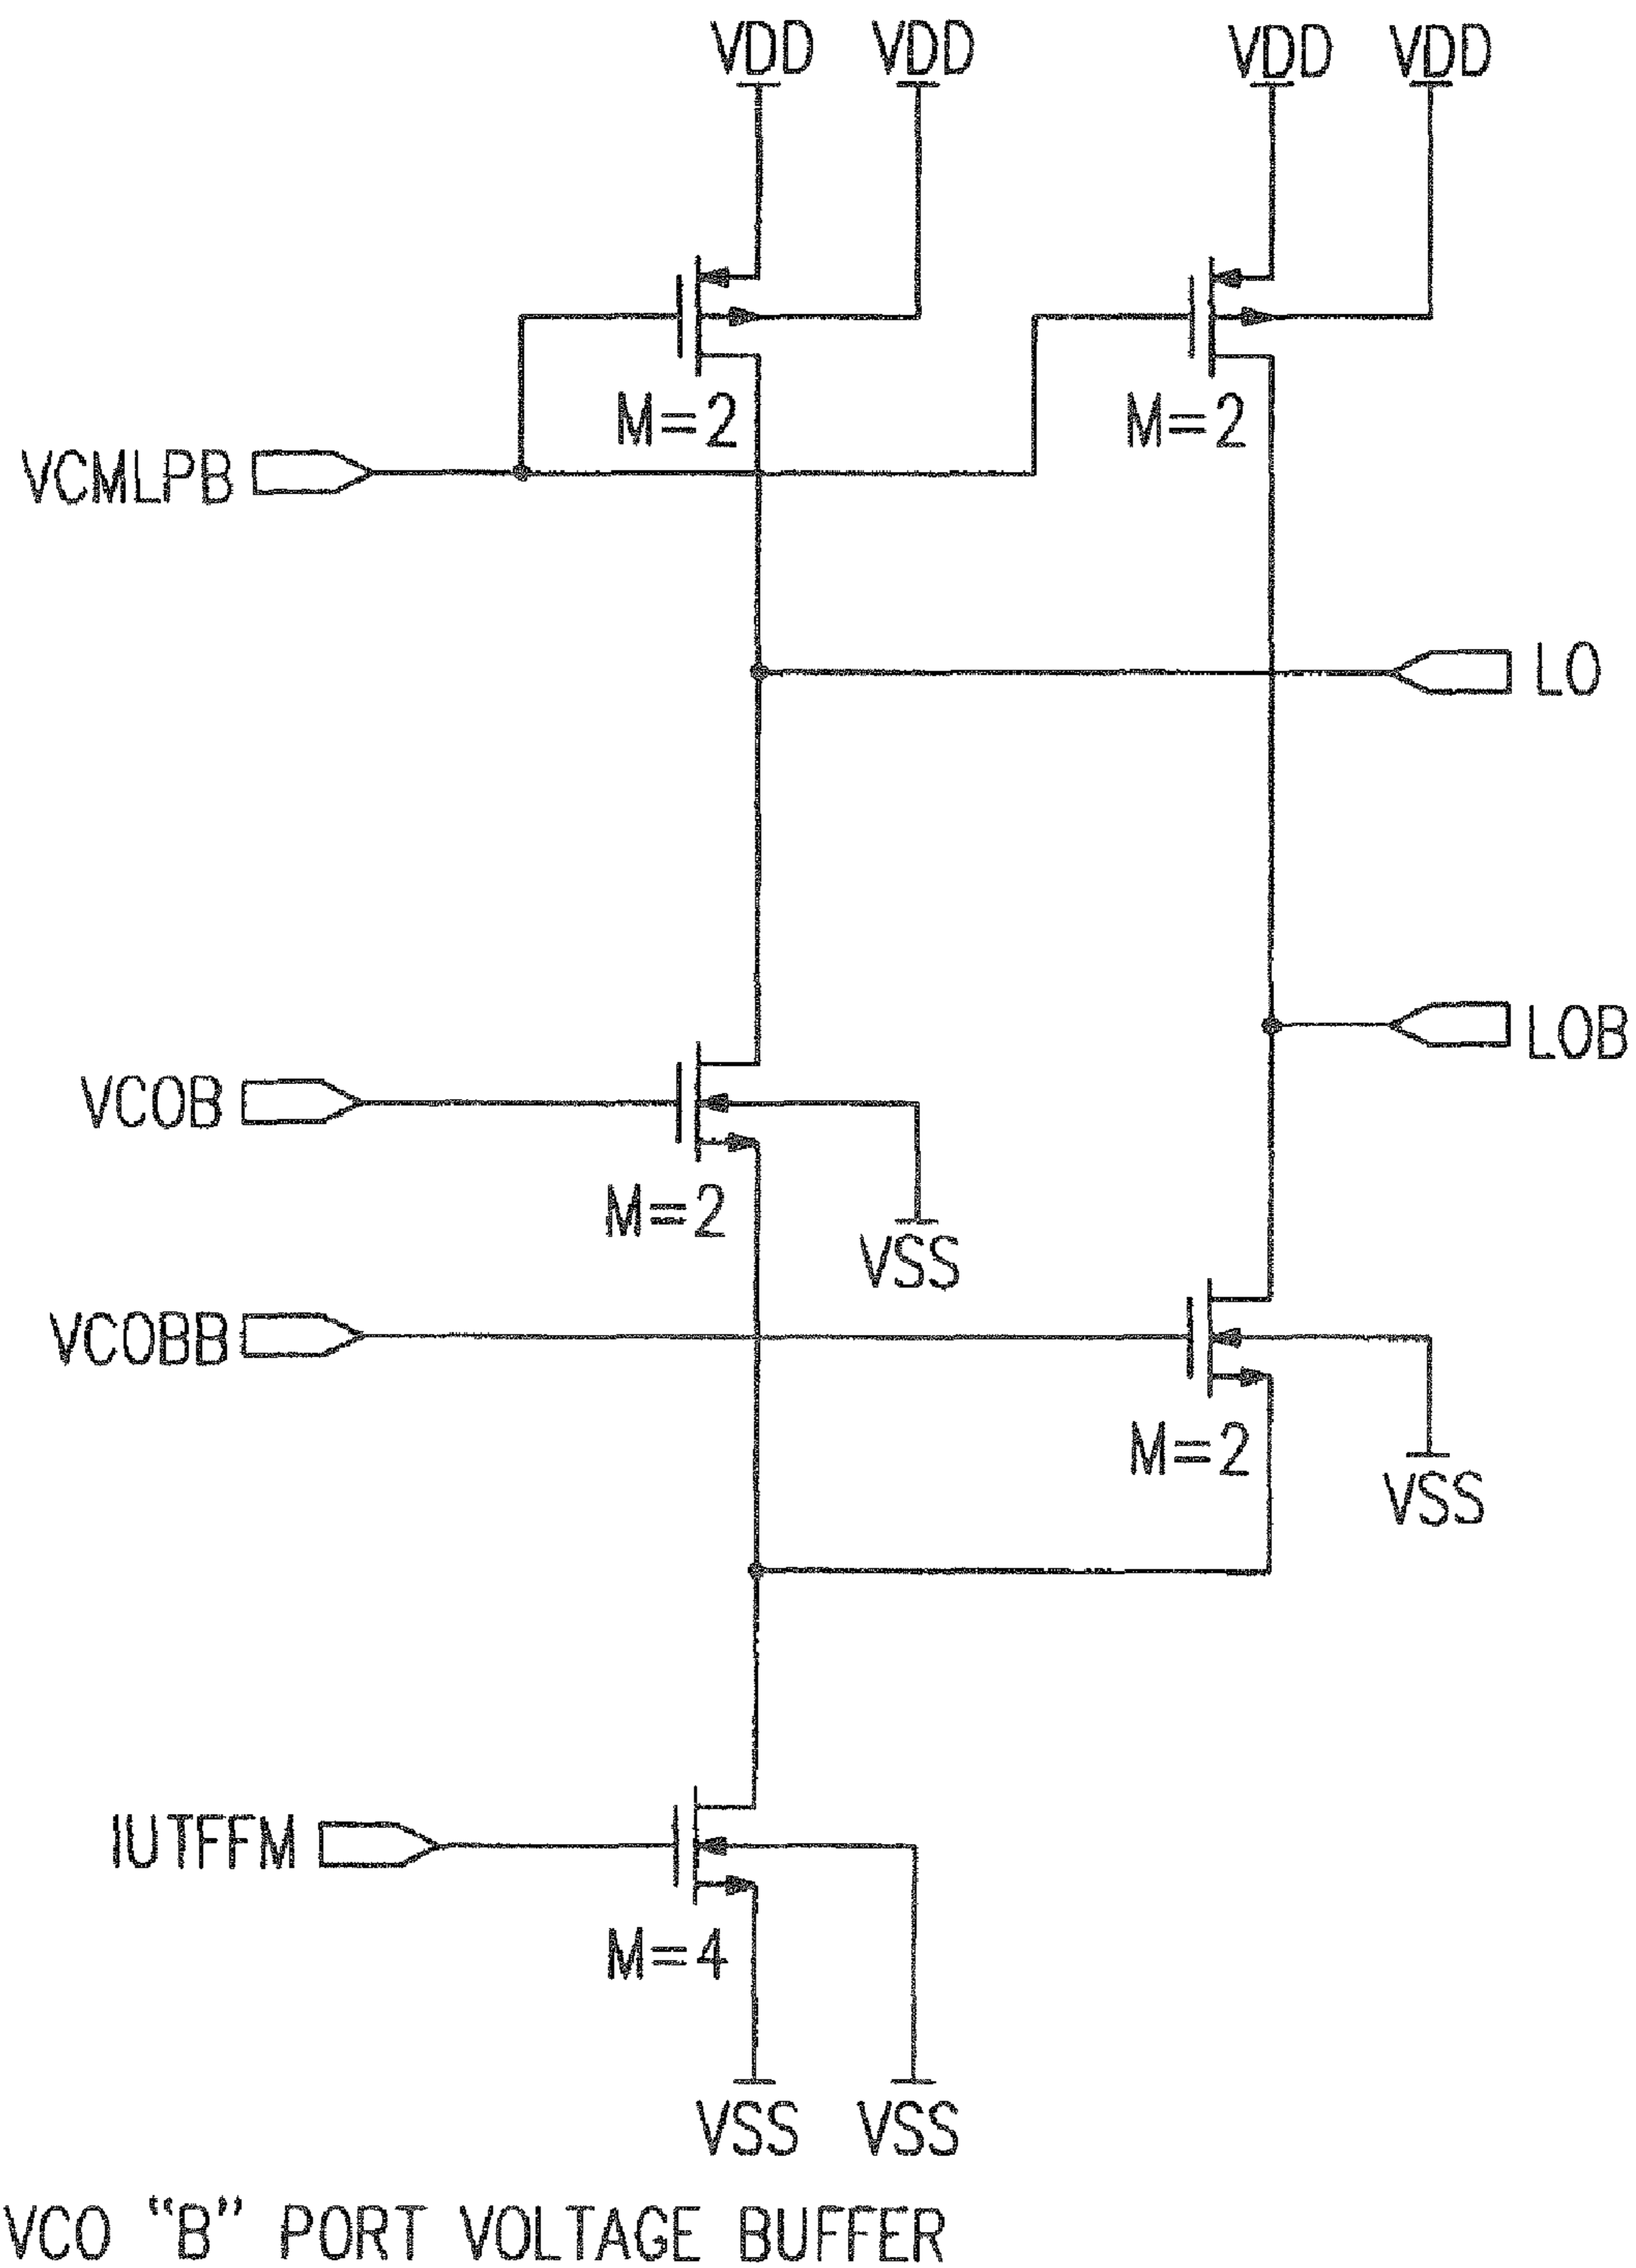 VDD VDD VDD VDD
M=2 M=2
VCMLPB
LO
LOB
VCOB
M=2
VSS
VCOBB
M=2
VSS
IUTFFM
M=4
VSS VSS
VCO "B" PORT VOLTAGE BUFFER